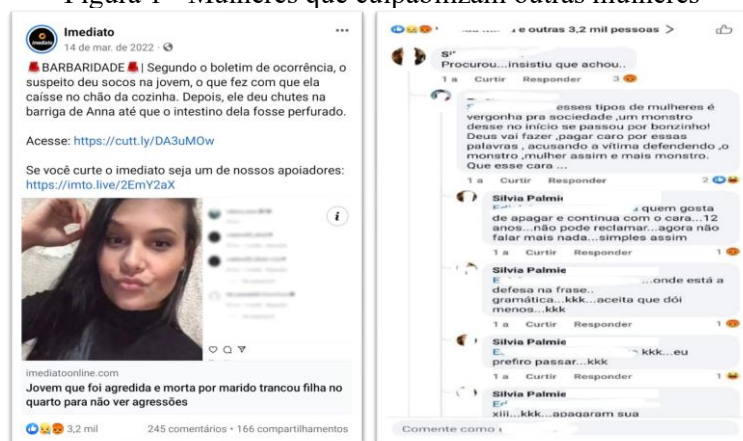 Figura 1 - Mulheres que culpabilizam outras mulheres
Imediato
14 de mar. de 2022 ·
BARBARIDADE | Segundo o boletim de ocorrência, o
suspeito deu socos na jovem, o que fez com que ela
caísse no chão da cozinha. Depois, ele deu chutes na
barriga de Anna até que o intestino dela fosse perfurado.
Acesse: https://cutt.ly/DA3uMOw
Se você curte o imediato seja um de nossos apoiadores:
https://imto.live/2EmY2aX
imediatoonline.com
Jovem que foi agredida e morta por marido trancou filha no
quarto para não ver agressões
3,2 mil 245 comentários • 166 compartilhamentos
e outras 3,2 mil pessoas >
Procurou...insistiu que achou..
1 a Curtir Responder 3
esses tipos de mulheres é
vergonha pra sociedade ,um monstro
desse no início se passou por bonzinho!
Deus vai fazer ,pagar caro por essas
palavras , acusando a vítima defendendo ,o
monstro ,mulher assim e mais monstro.
Que esse cara ...
1 a Curtir Responder 2
Silvia Palmie
quem gosta
de apagar e continua com o cara...12
anos...não pode reclamar...agora não
falar mais nada...simples assim
1 a Curtir Responder 1
Silvia Palmie
...onde está a
defesa na frase..
gramática...kkk...aceita que dói
menos...kkk
1 a Curtir Responder 1
Silvia Palmie
kkk...eu
prefiro passar...kkk
1 a Curtir Responder 1
Silvia Palmie
xiii...kkk...apagaram sua
Comente como